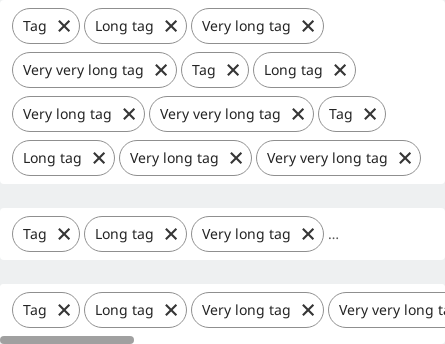 Tag Long tag Very long tag
Very very long tag Tag Long tag
Very long tag Very very long tag Tag
Long tag Very long tag Very very long tag
Tag Long tag Very long tag ...
Tag Long tag Very long tag Very very long ta